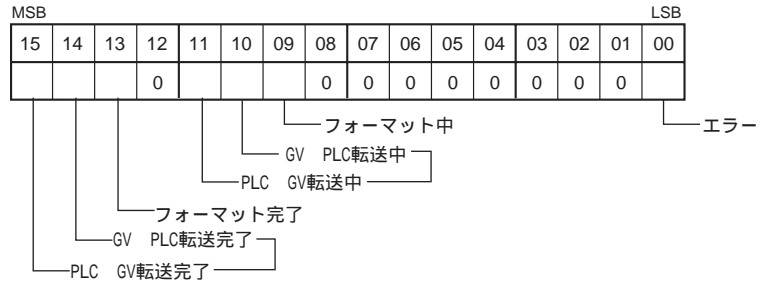 MSB LSB
15 14 13 12 11 10 09 08 07 06 05 04 03 02 01 00
0 0 0 0 0 0 0 0 0
フォーマット中 エラー
GV PLC転送中
PLC GV転送中
フォーマット完了
GV PLC転送完了
PLC GV転送完了